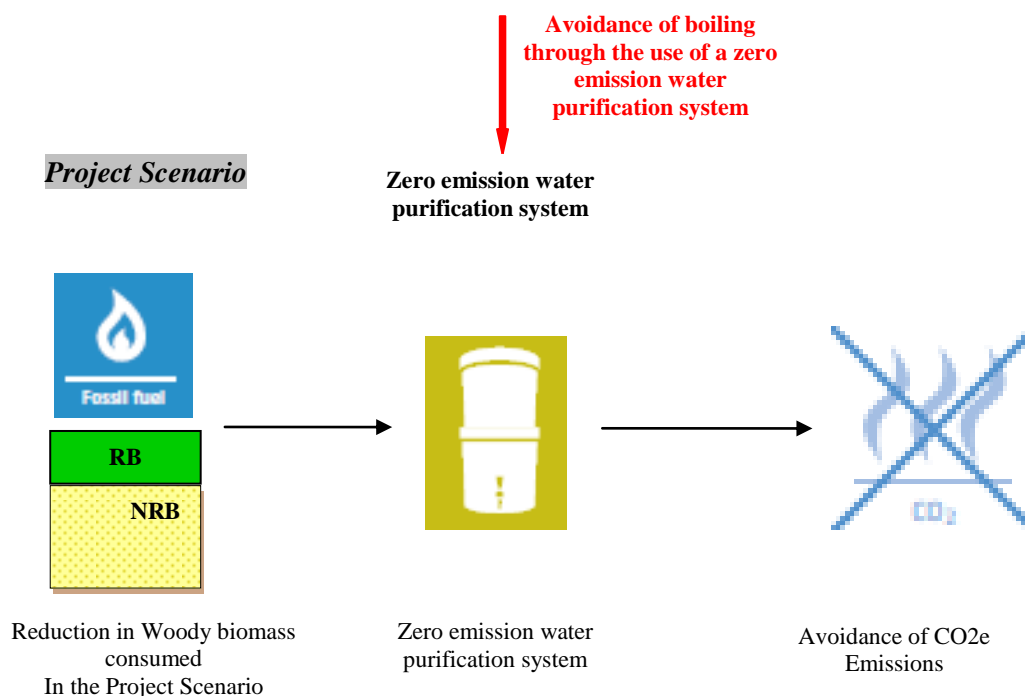 Avoidance of boiling
through the use of a zero
emission water
purification system
Project Scenario
Zero emission water
purification system
Fossil fuel
RB
NRB
CO2
Reduction in Woody biomass
consumed
In the Project Scenario
Zero emission water
purification system
Avoidance of CO2e
Emissions